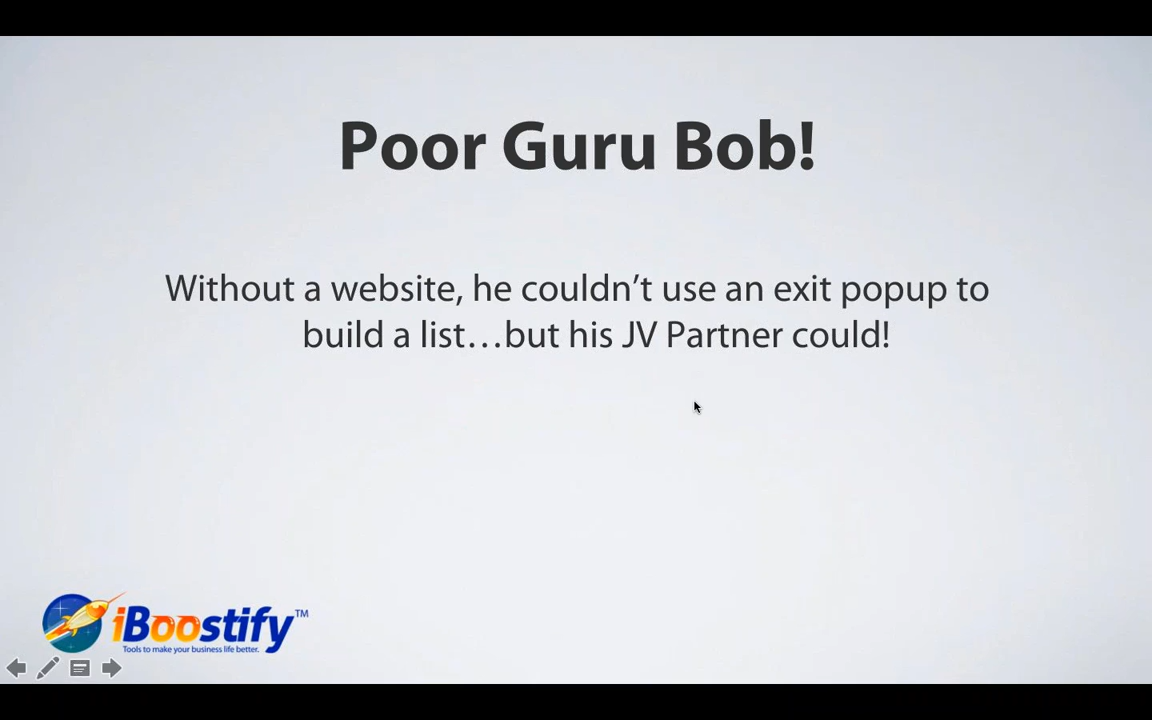 Poor Guru Bob!
Without a website, he couldn’t use an exit popup to
build a list…but his JV Partner could!
iBoostify™
Tools to make your business life better.